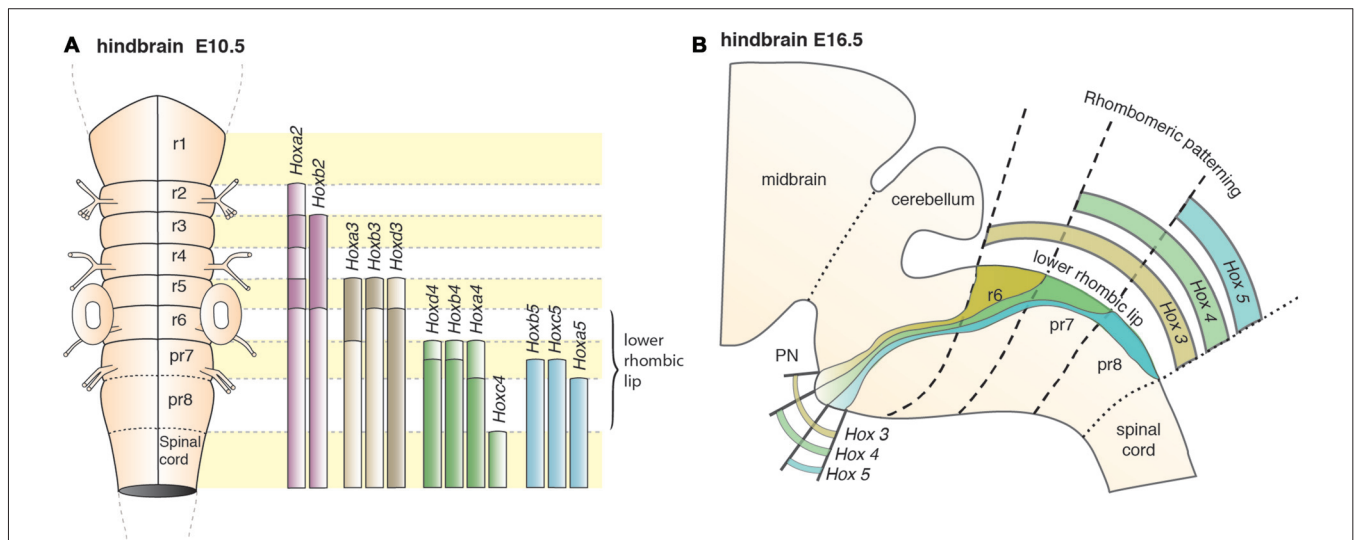 A hindbrain E10.5
r1
r2
r3
r4
r5
r6
pr7
pr8
Spinal
cord
Hoxa2
Hoxb2
Hoxa3
Hoxb3
Hoxd3
Hoxd4
Hoxb4
Hoxa4
Hoxc4
Hoxb5
Hoxc5
Hoxa5
lower
rhombic
lip
B hindbrain E16.5
midbrain
cerebellum
Rhombomeric patterning
lower rhombic lip
r6
pr7
pr8
Hox 3
Hox 4
Hox 5
PN
Hox 3
Hox 4
Hox 5
spinal
cord